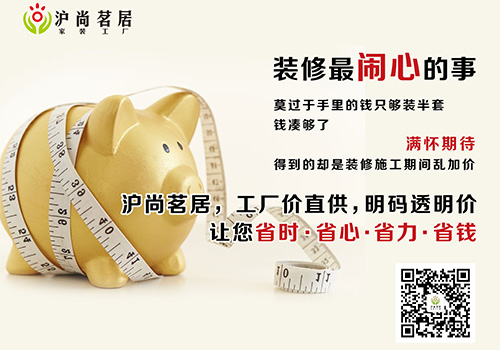 沪尚茗居
家装工厂
装修最闹心的事
莫过于手里的钱只够装半套
钱凑够了
满怀期待
得到的却是装修施工期间乱加价
沪尚茗居，工厂价直供，明码透明价
让您省时·省心·省力·省钱